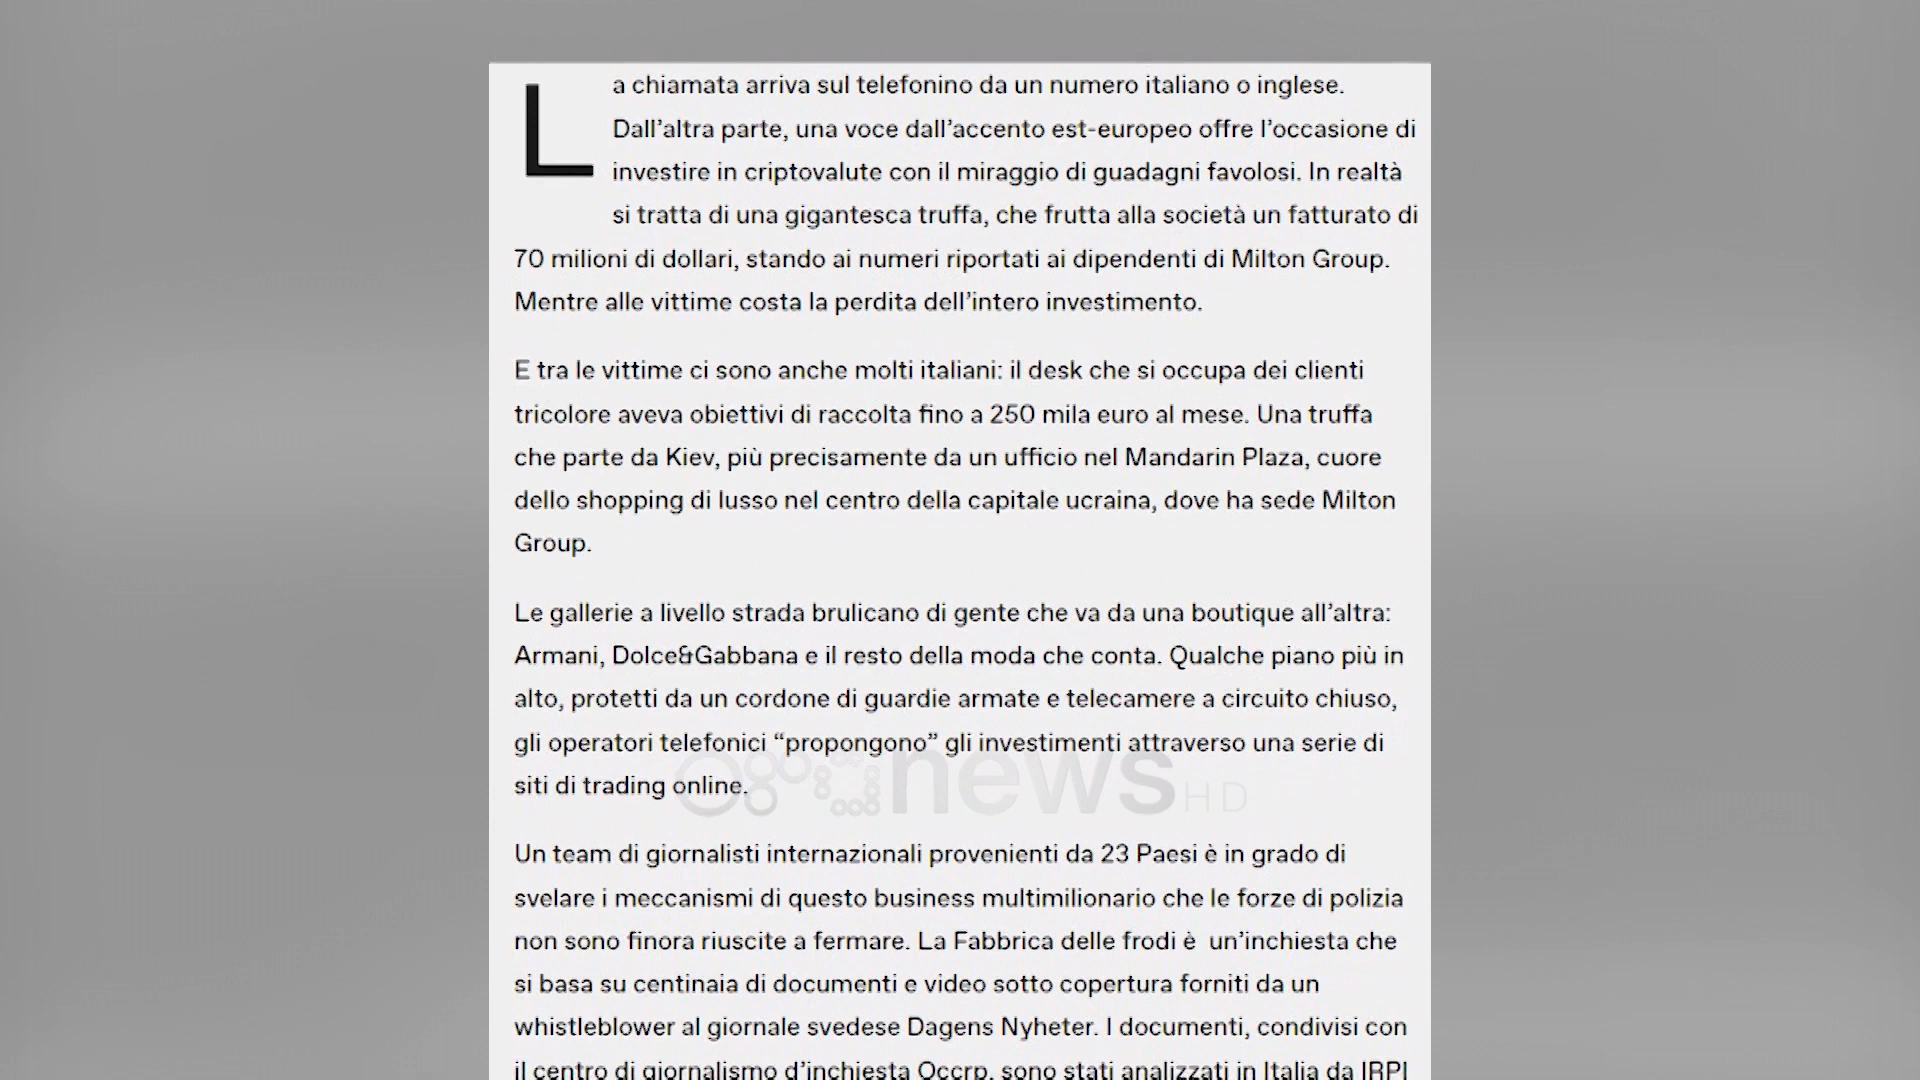 La chiamata arriva sul telefonino da un numero italiano o inglese.
Dall’altra parte, una voce dall’accento est-europeo offre l’occasione di
investire in criptovalute con il miraggio di guadagni favolosi. In realtà
si tratta di una gigantesca truffa, che frutta alla società un fatturato di
70 milioni di dollari, stando ai numeri riportati ai dipendenti di Milton Group.
Mentre alle vittime costa la perdita dell’intero investimento.
E tra le vittime ci sono anche molti italiani: il desk che si occupa dei clienti
tricolore aveva obiettivi di raccolta fino a 250 mila euro al mese. Una truffa
che parte da Kiev, più precisamente da un ufficio nel Mandarin Plaza, cuore
dello shopping di lusso nel centro della capitale ucraina, dove ha sede Milton
Group.
Le gallerie a livello strada brulicano di gente che va da una boutique all’altra:
Armani, Dolce&Gabbana e il resto della moda che conta. Qualche piano più in
alto, protetti da un cordone di guardie armate e telecamere a circuito chiuso,
gli operatori telefonici “propongono” gli investimenti attraverso una serie di
siti di trading online.
news HD
Un team di giornalisti internazionali provenienti da 23 Paesi è in grado di
svelare i meccanismi di questo business multimilionario che le forze di polizia
non sono finora riuscite a fermare. La Fabbrica delle frodi è un’inchiesta che
si basa su centinaia di documenti e video sotto copertura forniti da un
whistleblower al giornale svedese Dagens Nyheter. I documenti, condivisi con
il centro di giornalismo d’inchiesta Occrp, sono stati analizzati in Italia da IRPI